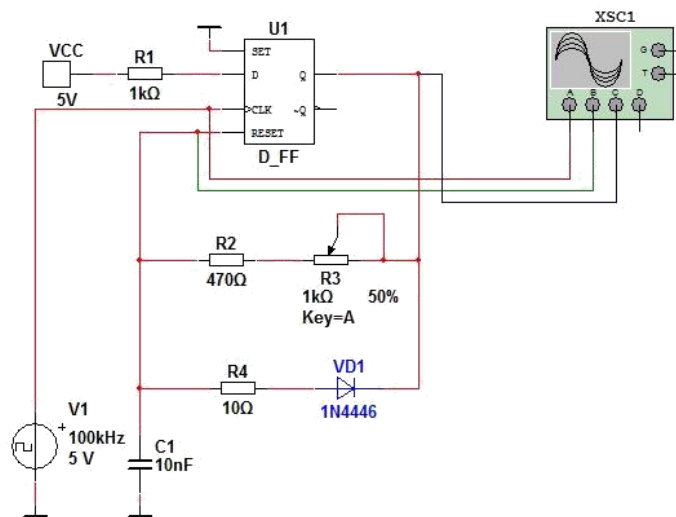 XSC1
G
T
A B C D
VCC
5V
R1
1kΩ
U1
SET
D Q
CLK ~Q
RESET
D_FF
R2
470Ω
R3
1kΩ 50%
Key=A
R4
10Ω
VD1
1N4446
V1
+
100kHz
5 V
C1
10nF